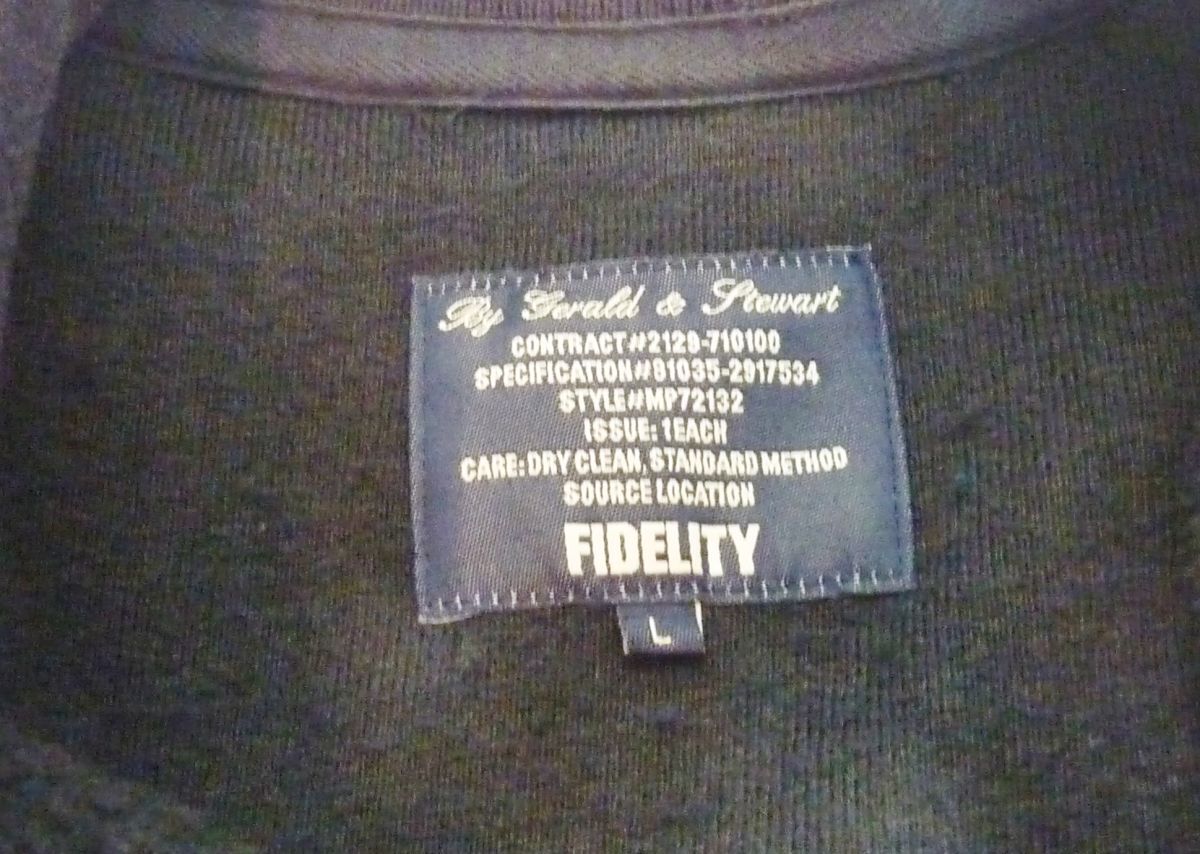 By Gerald & Stewart
CONTRACT#2129-710100
SPECIFICATION#81035-2917534
STYLE#MP72132
ISSUE: 1EACH
CARE: DRY CLEAN, STANDARD METHOD
SOURCE LOCATION
FIDELITY
L